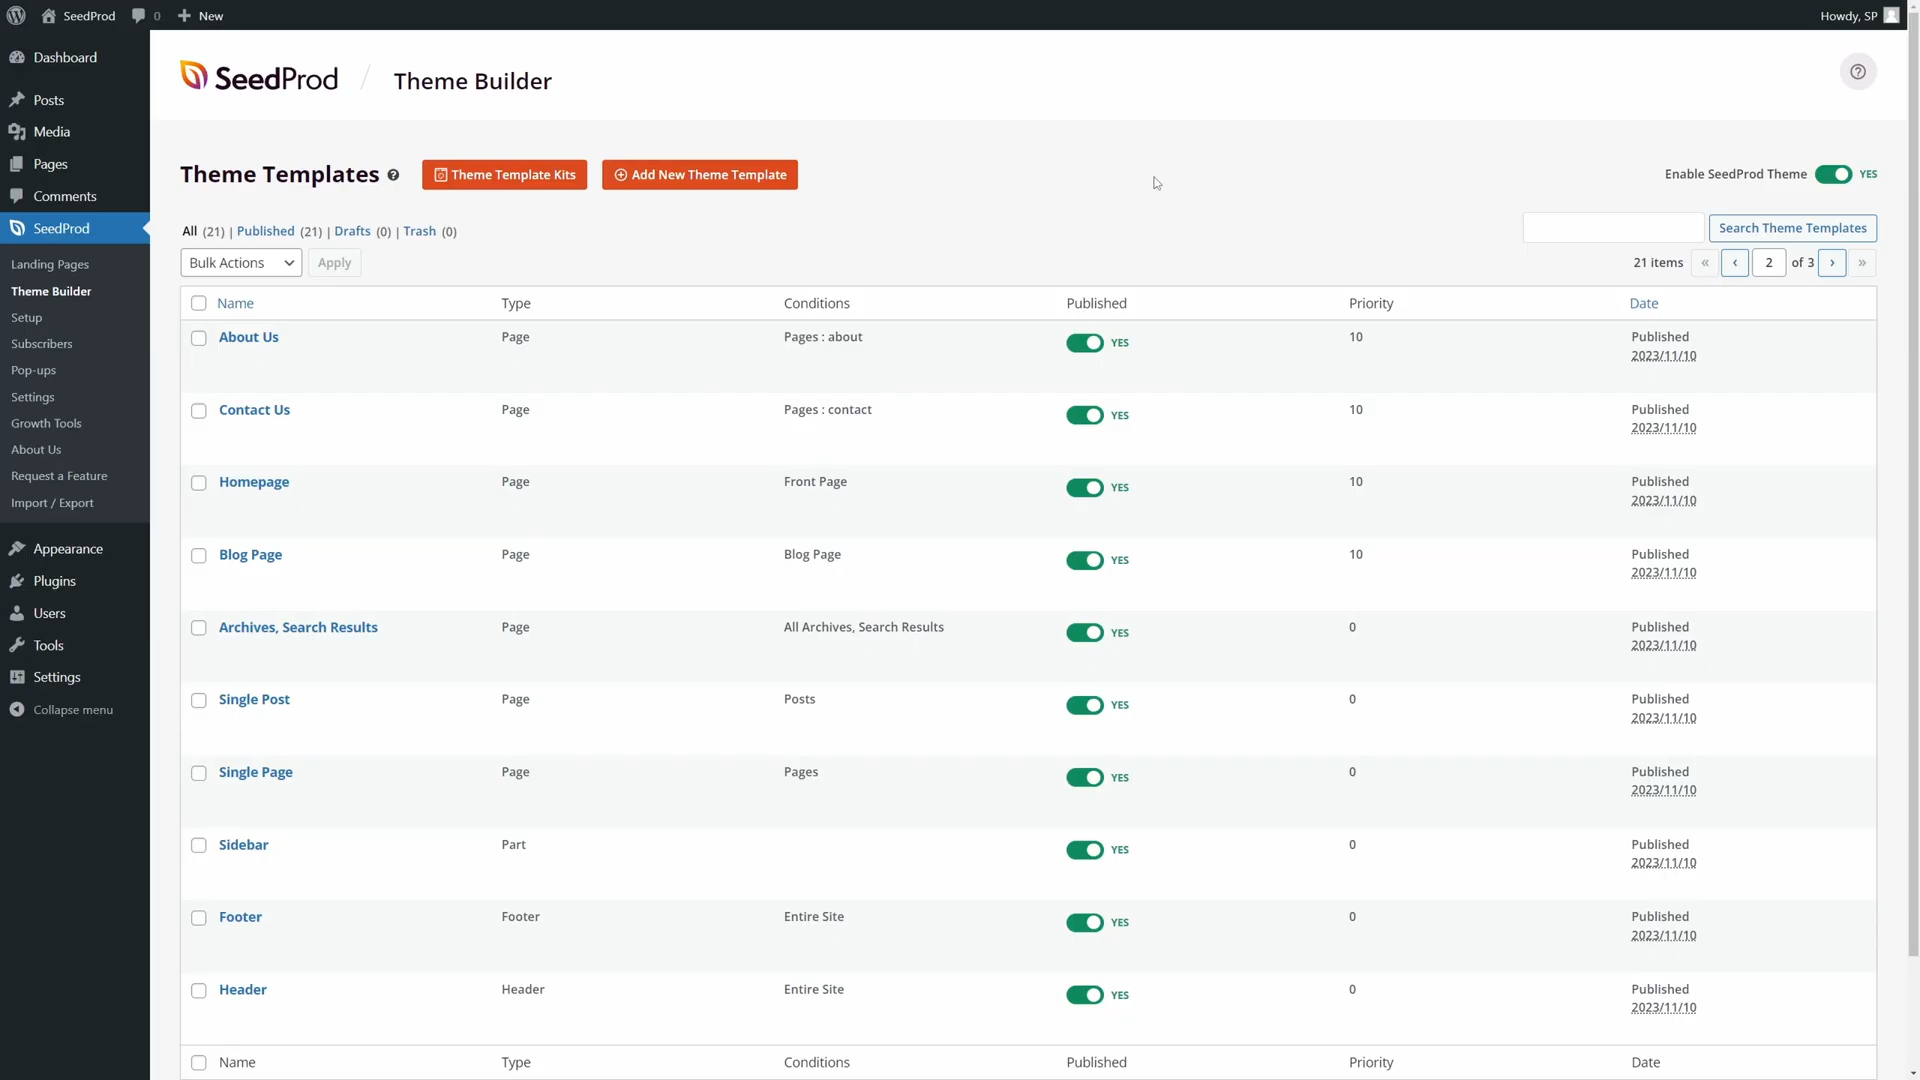 SeedProd 0 New Howdy, SP
Dashboard
Posts
Media
Pages
Comments
SeedProd
Landing Pages
Theme Builder
Setup
Subscribers
Pop-ups
Settings
Growth Tools
About Us
Request a Feature
Import / Export
Appearance
Plugins
Users
Tools
Settings
Collapse menu
SeedProd / Theme Builder
Theme Templates Theme Template Kits Add New Theme Template Enable SeedProd Theme YES
All (21) | Published (21) | Drafts (0) | Trash (0) Search Theme Templates
Bulk Actions Apply 21 items « ‹ 2 of 3 › »
Name Type Conditions Published Priority Date
About Us Page Pages : about YES 10 Published
2023/11/10
Contact Us Page Pages : contact YES 10 Published
2023/11/10
Homepage Page Front Page YES 10 Published
2023/11/10
Blog Page Page Blog Page YES 10 Published
2023/11/10
Archives, Search Results Page All Archives, Search Results YES 0 Published
2023/11/10
Single Post Page Posts YES 0 Published
2023/11/10
Single Page Page Pages YES 0 Published
2023/11/10
Sidebar Part YES 0 Published
2023/11/10
Footer Footer Entire Site YES 0 Published
2023/11/10
Header Header Entire Site YES 0 Published
2023/11/10
Name Type Conditions Published Priority Date